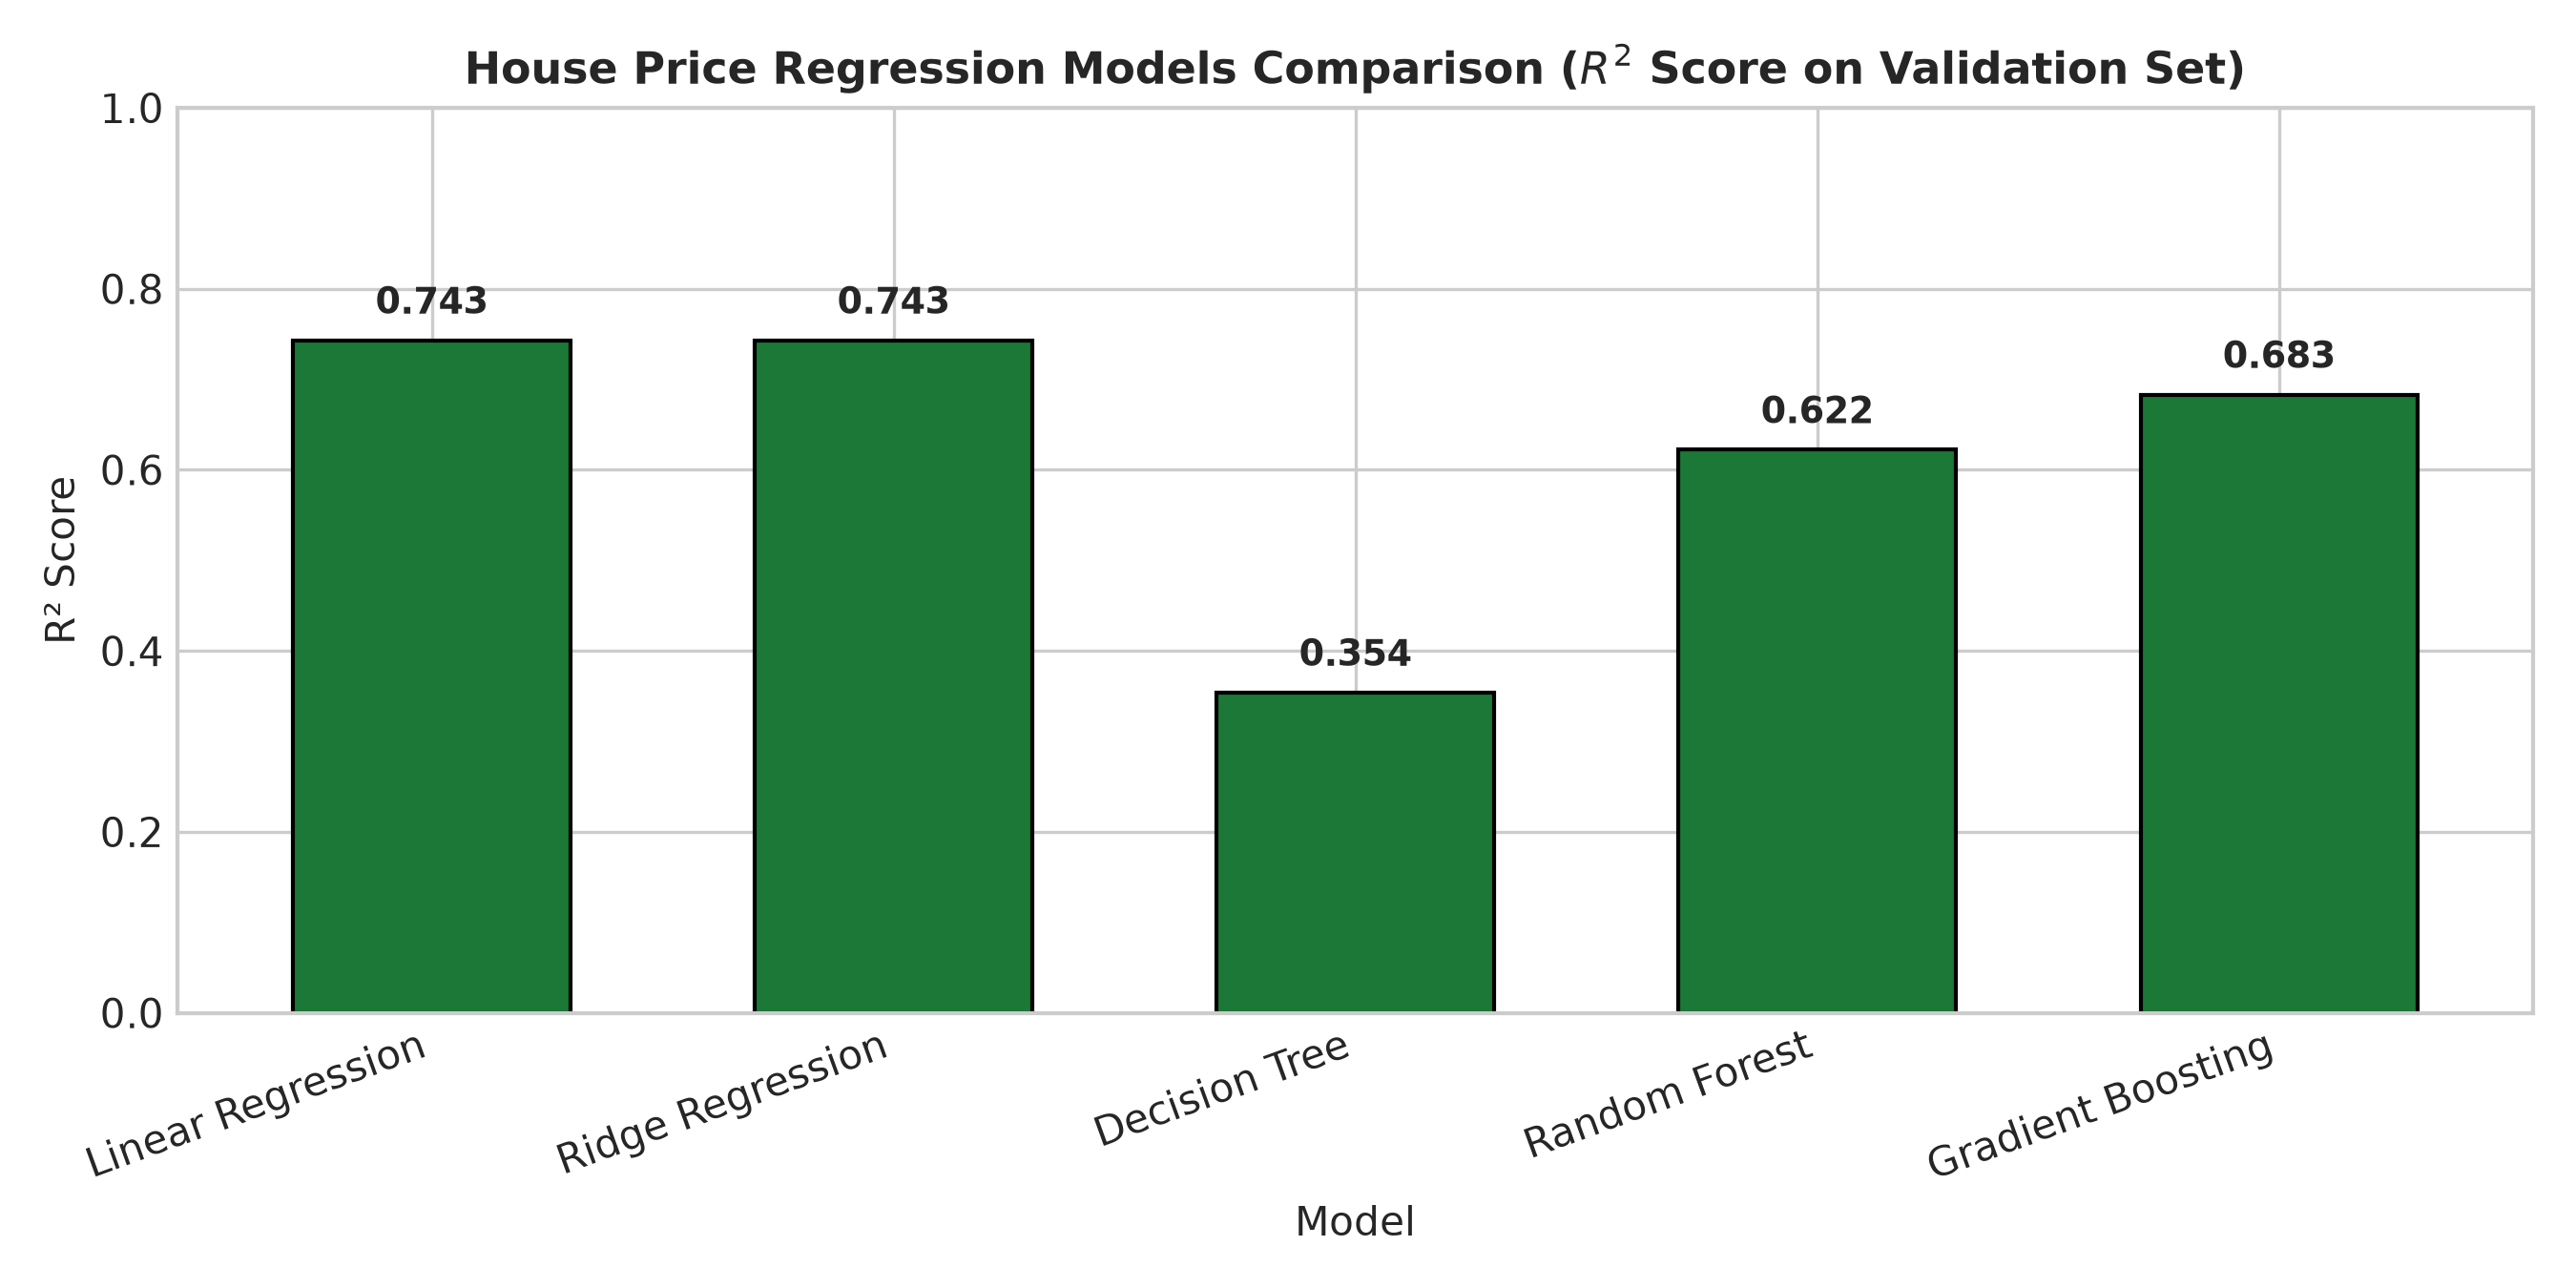 House Price Regression Models Comparison (R² Score on Validation Set)
1.0
0.8
0.6
0.4
0.2
0.0
R² Score
0.743
0.743
0.354
0.622
0.683
Linear Regression
Ridge Regression
Decision Tree
Random Forest
Gradient Boosting
Model